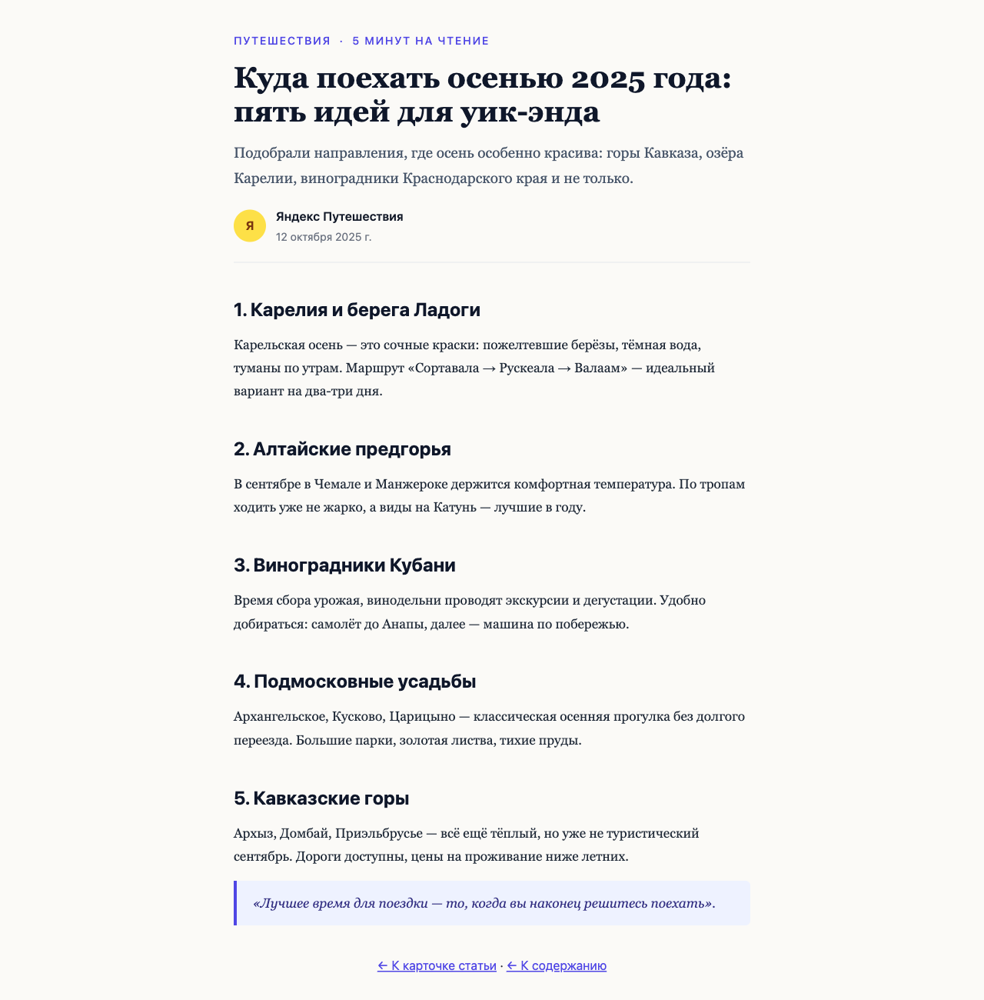 ПУТЕШЕСТВИЯ · 5 МИНУТ НА ЧТЕНИЕ
Куда поехать осенью 2025 года:
пять идей для уик-энда
Подобрали направления, где осень особенно красива: горы Кавказа, озёра
Карелии, виноградники Краснодарского края и не только.
Я
Яндекс Путешествия
12 октября 2025 г.
1. Карелия и берега Ладоги
Карельская осень — это сочные краски: пожелтевшие берёзы, тёмная вода,
туманы по утрам. Маршрут «Сортавала → Рускеала → Валаам» — идеальный
вариант на два-три дня.
2. Алтайские предгорья
В сентябре в Чемале и Манжероке держится комфортная температура. По тропам
ходить уже не жарко, а виды на Катунь — лучшие в году.
3. Виноградники Кубани
Время сбора урожая, винодельни проводят экскурсии и дегустации. Удобно
добираться: самолёт до Анапы, далее — машина по побережью.
4. Подмосковные усадьбы
Архангельское, Кусково, Царицыно — классическая осенняя прогулка без долгого
переезда. Большие парки, золотая листва, тихие пруды.
5. Кавказские горы
Архыз, Домбай, Приэльбрусье — всё ещё тёплый, но уже не туристический
сентябрь. Дороги доступны, цены на проживание ниже летних.
«Лучшее время для поездки — то, когда вы наконец решитесь поехать».
← К карточке статьи · ← К содержанию